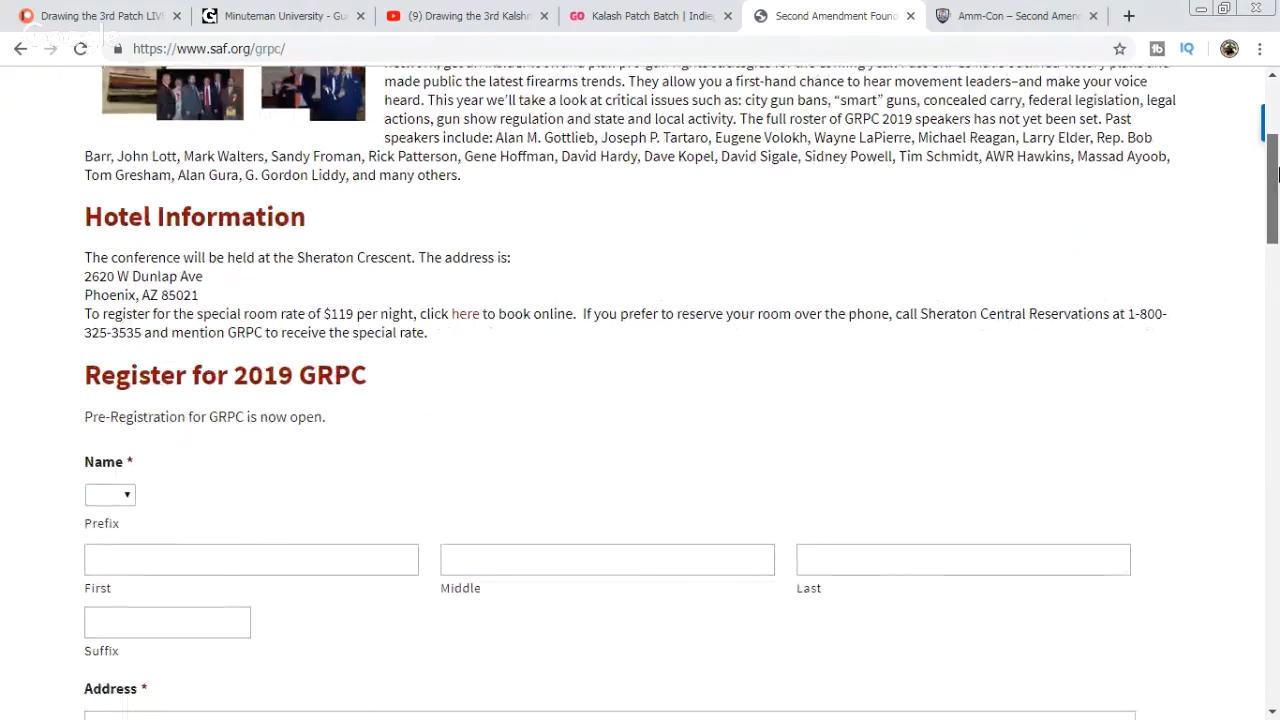 Drawing the 3rd Patch LIVE
Minuteman University - Gu
(9) Drawing the 3rd Kalshn
Kalash Patch Batch | Indieg
Second Amendment Foun
Amm-Con – Second Amen
https://www.saf.org/grpc/
made public the latest firearms trends. They allow you a first-hand chance to hear movement leaders–and make your voice
heard. This year we'll take a look at critical issues such as: city gun bans, “smart” guns, concealed carry, federal legislation, legal
actions, gun show regulation and state and local activity. The full roster of GRPC 2019 speakers has not yet been set. Past
speakers include: Alan M. Gottlieb, Joseph P. Tartaro, Eugene Volokh, Wayne LaPierre, Michael Reagan, Larry Elder, Rep. Bob
Barr, John Lott, Mark Walters, Sandy Froman, Rick Patterson, Gene Hoffman, David Hardy, Dave Kopel, David Sigale, Sidney Powell, Tim Schmidt, AWR Hawkins, Massad Ayoob,
Tom Gresham, Alan Gura, G. Gordon Liddy, and many others.
Hotel Information
The conference will be held at the Sheraton Crescent. The address is:
2620 W Dunlap Ave
Phoenix, AZ 85021
To register for the special room rate of $119 per night, click here to book online. If you prefer to reserve your room over the phone, call Sheraton Central Reservations at 1-800-
325-3535 and mention GRPC to receive the special rate.
Register for 2019 GRPC
Pre-Registration for GRPC is now open.
Name *
Prefix
First
Middle
Last
Suffix
Address *